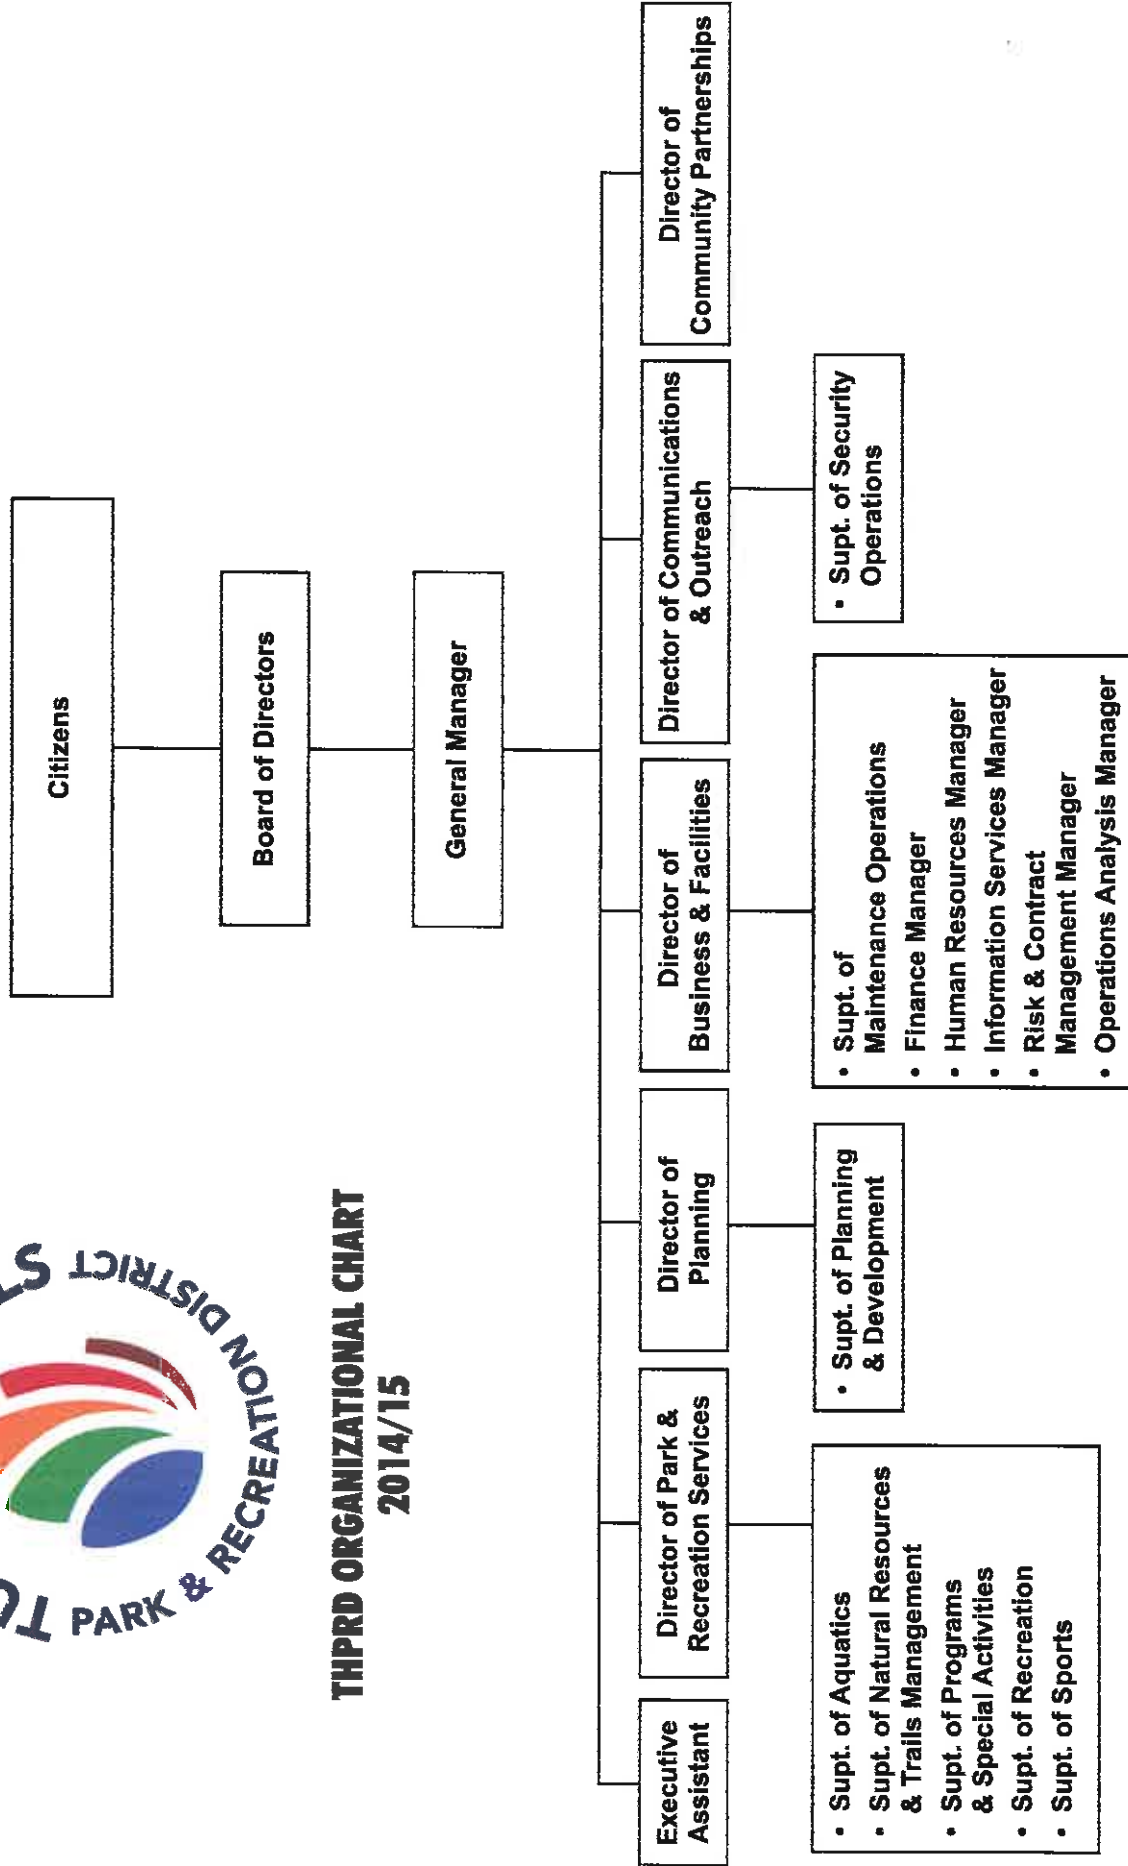 PARK & RECREATION DISTRICT
THPRD ORGANIZATIONAL CHART
2014/15
Citizens
Board of Directors
General Manager
Executive
Assistant
Director of Park &
Recreation Services
Director of
Planning
Director of
Business & Facilities
Director of Communications
& Outreach
Director of
Community Partnerships
• Supt. of Aquatics
• Supt. of Natural Resources
& Trails Management
• Supt. of Programs
& Special Activities
• Supt. of Recreation
• Supt. of Sports
• Supt. of Planning
& Development
• Supt. of
Maintenance Operations
• Finance Manager
• Human Resources Manager
• Information Services Manager
• Risk & Contract
Management Manager
• Operations Analysis Manager
• Supt. of Security
Operations